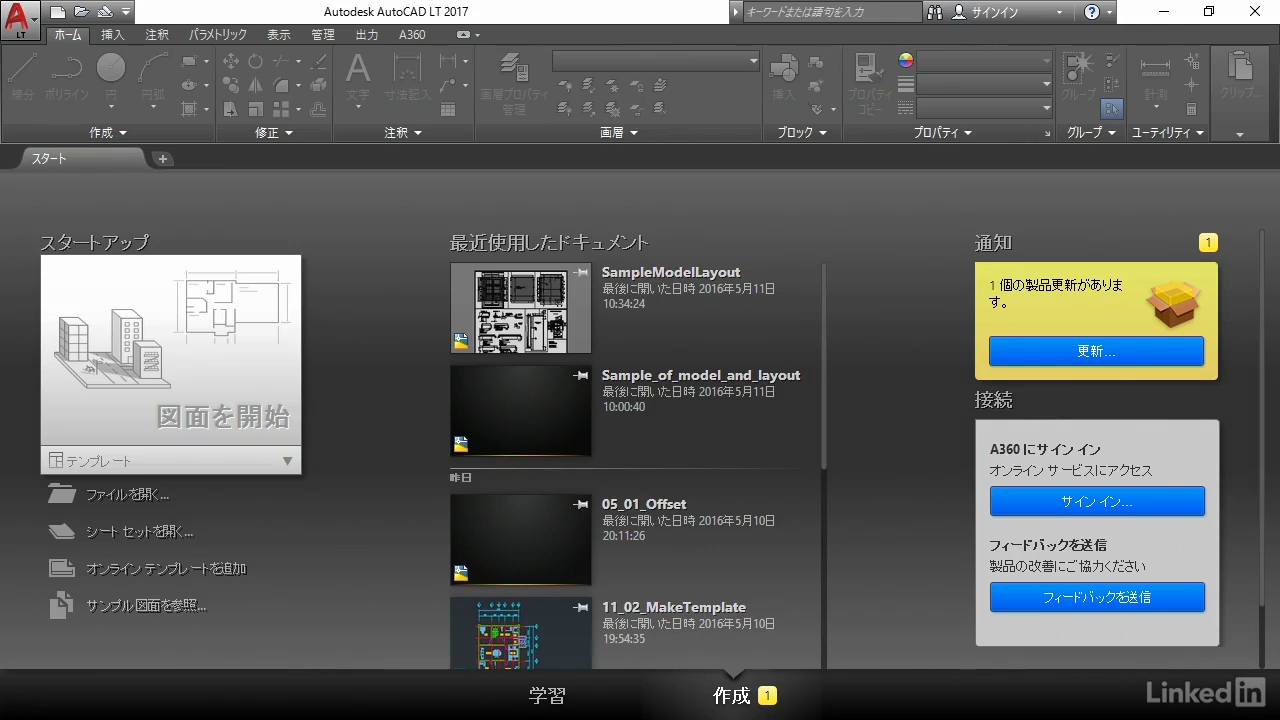 Autodesk AutoCAD LT 2017
キーワードまたは語句を入力
サインイン
LT
ホーム 挿入 注釈 パラメトリック 表示 管理 出力 A360
線分 ポリライン 円 円弧
文字 寸法記入
画層プロパティ
管理
挿入
プロパティ
コピー
グループ
計測
クリップ...
作成 修正 注釈 画層 ブロック プロパティ グループ ユーティリティ
スタート
スタートアップ
図面を開始
テンプレート
ファイルを開く...
シート セットを開く...
オンライン テンプレートを追加
サンプル図面を参照...
最近使用したドキュメント
SampleModelLayout
最後に開いた日時 2016年5月11日
10:34:24
Sample_of_model_and_layout
最後に開いた日時 2016年5月11日
10:00:40
昨日
05_01_Offset
最後に開いた日時 2016年5月10日
20:11:26
11_02_MakeTemplate
最後に開いた日時 2016年5月10日
19:54:35
通知 1
1 個の製品更新がありま
す。
更新...
接続
A360 にサイン イン
オンライン サービスにアクセス
サイン イン...
フィードバックを送信
製品の改善にご協力ください
フィードバックを送信
学習 作成 1
Linked in